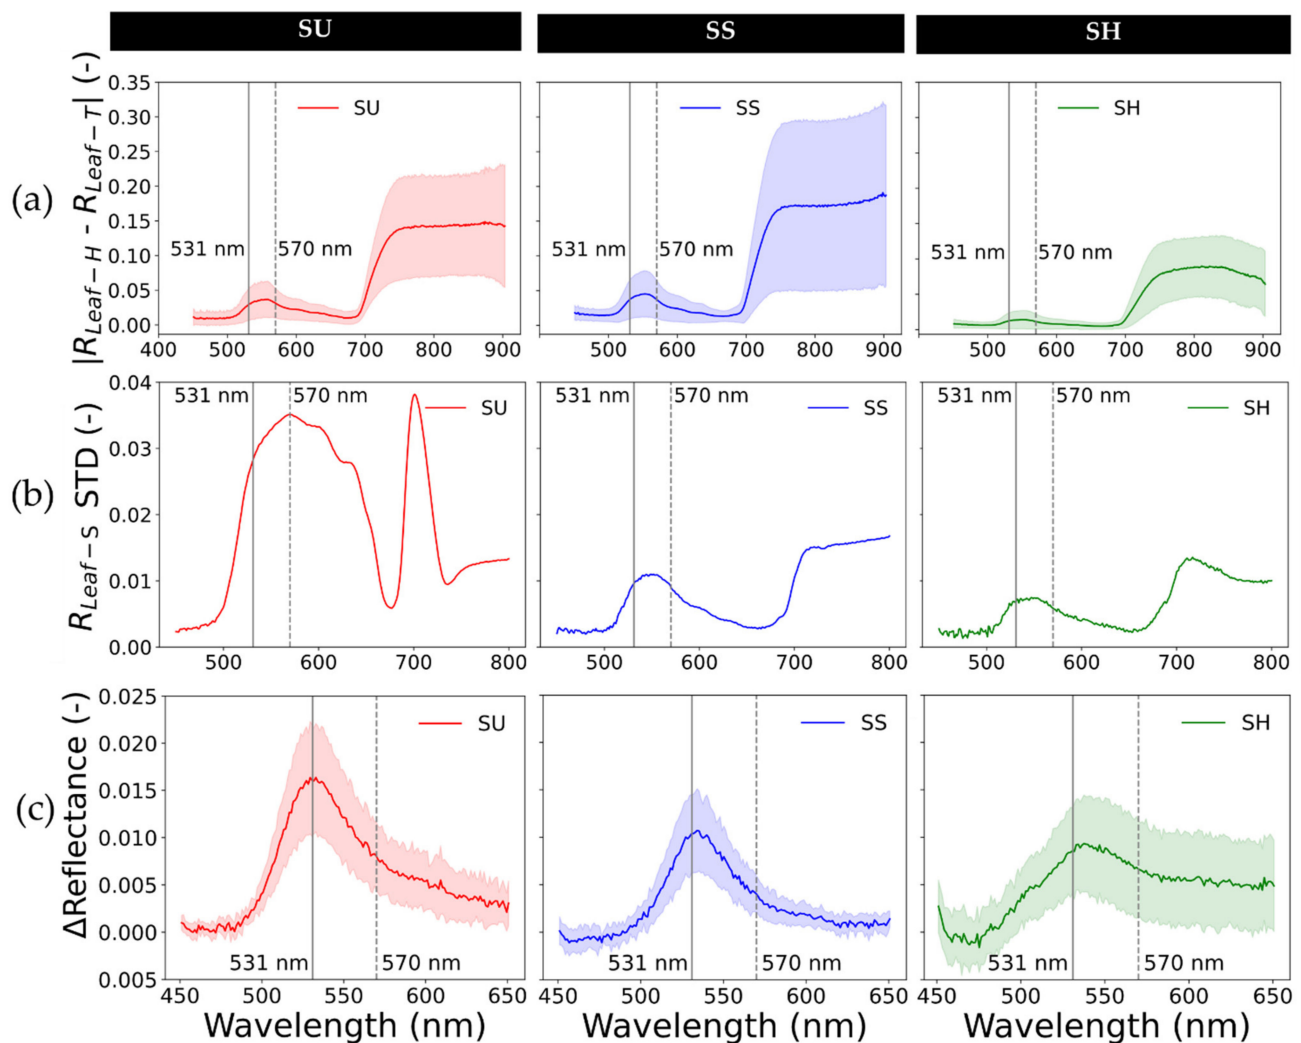 SU SS SH
(a)
|R_Leaf−H - R_Leaf−T| (-)
0.35
0.30
0.25
0.20
0.15
0.10
0.05
0.00
SU
531 nm 570 nm
400 500 600 700 800 900
SS
531 nm 570 nm
500 600 700 800 900
SH
531 nm 570 nm
500 600 700 800 900
(b)
R_Leaf−S STD (-)
0.04
0.03
0.02
0.01
0.00
531 nm 570 nm
SU
500 600 700 800
531 nm 570 nm
SS
500 600 700 800
531 nm 570 nm
SH
500 600 700 800
(c)
ΔReflectance (-)
0.025
0.020
0.015
0.010
0.005
0.000
0.005
SU
531 nm 570 nm
450 500 550 600 650
Wavelength (nm)
SS
531 nm 570 nm
450 500 550 600 650
Wavelength (nm)
SH
531 nm 570 nm
450 500 550 600 650
Wavelength (nm)